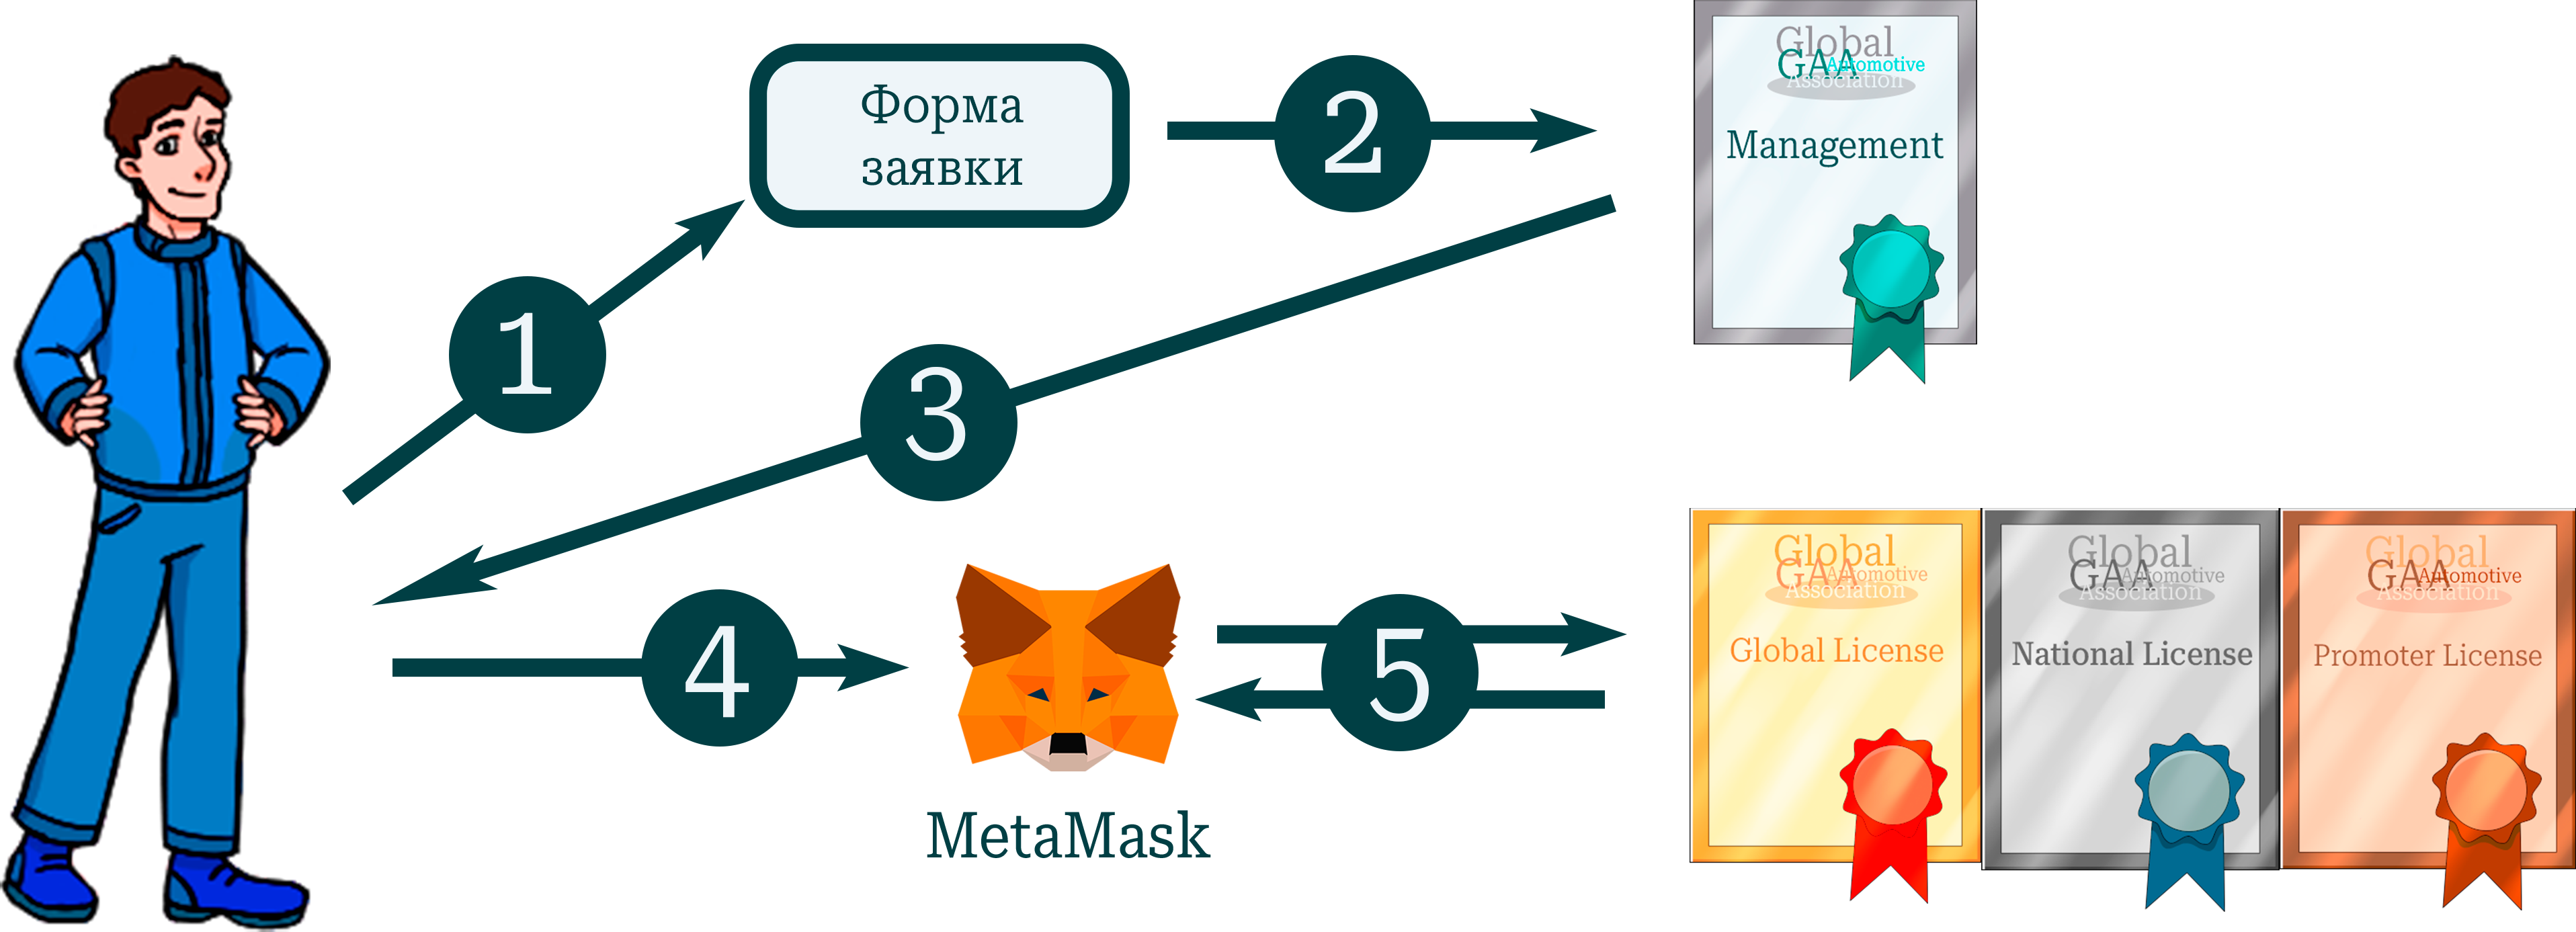 Форма
заявки
1
2
3
4
5
MetaMask
Global
GAA Automotive
Association
Management
Global
GAA Automotive
Association
Global License
Global
GAA Automotive
Association
National License
Global
GAA Automotive
Association
Promoter License